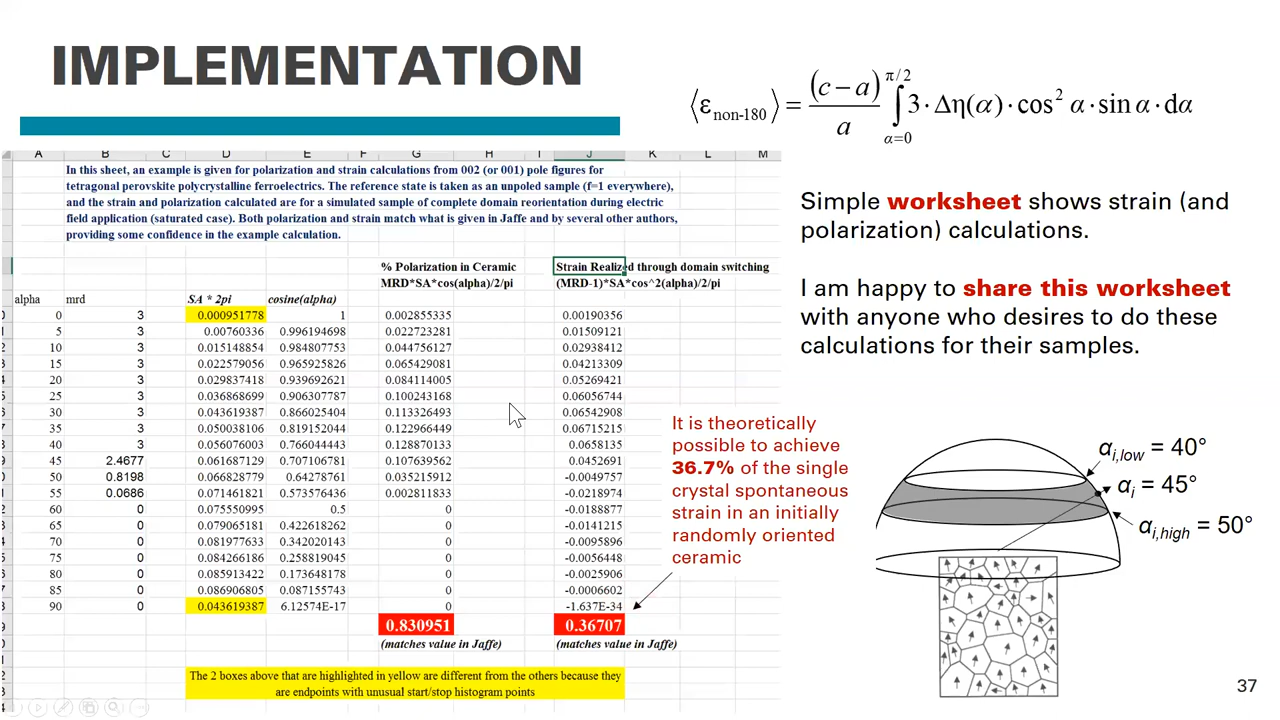 IMPLEMENTATION
⟨ε non-180⟩ = (c − a) / a ∫ α=0 π/2 3 · Δη(α) · cos² α · sin α · dα
A B C D E F G H I J K L M
In this sheet, an example is given for polarization and strain calculations from 002 (or 001) pole figures for
tetragonal perovskite polycrystalline ferroelectrics. The reference state is taken as an unpoled sample (f=1 everywhere),
and the strain and polarization calculated are for a simulated sample of complete domain reorientation during electric
field application (saturated case). Both polarization and strain match what is given in Jaffe and by several other authors,
providing some confidence in the example calculation.
% Polarization in Ceramic Strain Realized through domain switching
MRD*SA*cos(alpha)/2/pi (MRD-1)*SA*cos^2(alpha)/2/pi
alpha mrd SA * 2pi cosine(alpha)
0 3 0.000951778 1 0.002855335 0.00190356
5 3 0.00760336 0.996194698 0.022723281 0.01509121
10 3 0.015148854 0.984807753 0.044756127 0.02938412
15 3 0.022579056 0.965925826 0.065429081 0.04213309
20 3 0.029837418 0.939692621 0.084114005 0.05269421
25 3 0.036868699 0.906307787 0.100243168 0.06056744
30 3 0.043619387 0.866025404 0.113326493 0.06542908
35 3 0.050038106 0.819152044 0.122966449 0.06715215
40 3 0.056076003 0.766044443 0.128870133 0.0658135
45 2.4677 0.061687129 0.707106781 0.107639562 0.0452691
50 0.8198 0.066828779 0.64278761 0.035215912 -0.0049757
55 0.0686 0.071461821 0.573576436 0.002811833 -0.0218974
60 0 0.075550995 0.5 0 -0.0188877
65 0 0.079065181 0.422618262 0 -0.0141215
70 0 0.081977633 0.342020143 0 -0.0095896
75 0 0.084266186 0.258819045 0 -0.0056448
80 0 0.085913422 0.173648178 0 -0.0025906
85 0 0.086906805 0.087155743 0 -0.0006602
90 0 0.043619387 6.12574E-17 0 -1.637E-34
0.830951 0.36707
(matches value in Jaffe) (matches value in Jaffe)
The 2 boxes above that are highlighted in yellow are different from the others because they
are endpoints with unusual start/stop histogram points
Simple worksheet shows strain (and
polarization) calculations.
I am happy to share this worksheet
with anyone who desires to do these
calculations for their samples.
It is theoretically
possible to achieve
36.7% of the single
crystal spontaneous
strain in an initially
randomly oriented
ceramic
α i,low = 40°
α i = 45°
α i,high = 50°
37